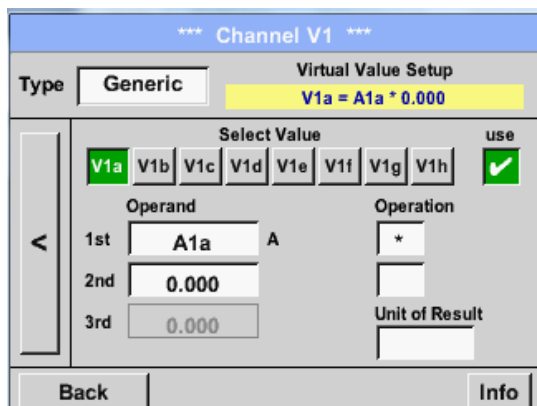 *** Channel V1 ***
Type Generic
Virtual Value Setup
V1a = A1a * 0.000
Select Value use
V1a V1b V1c V1d V1e V1f V1g V1h ✔
Operand Operation
< 1st A1a A *
2nd 0.000
3rd 0.000
Unit of Result
Back Info